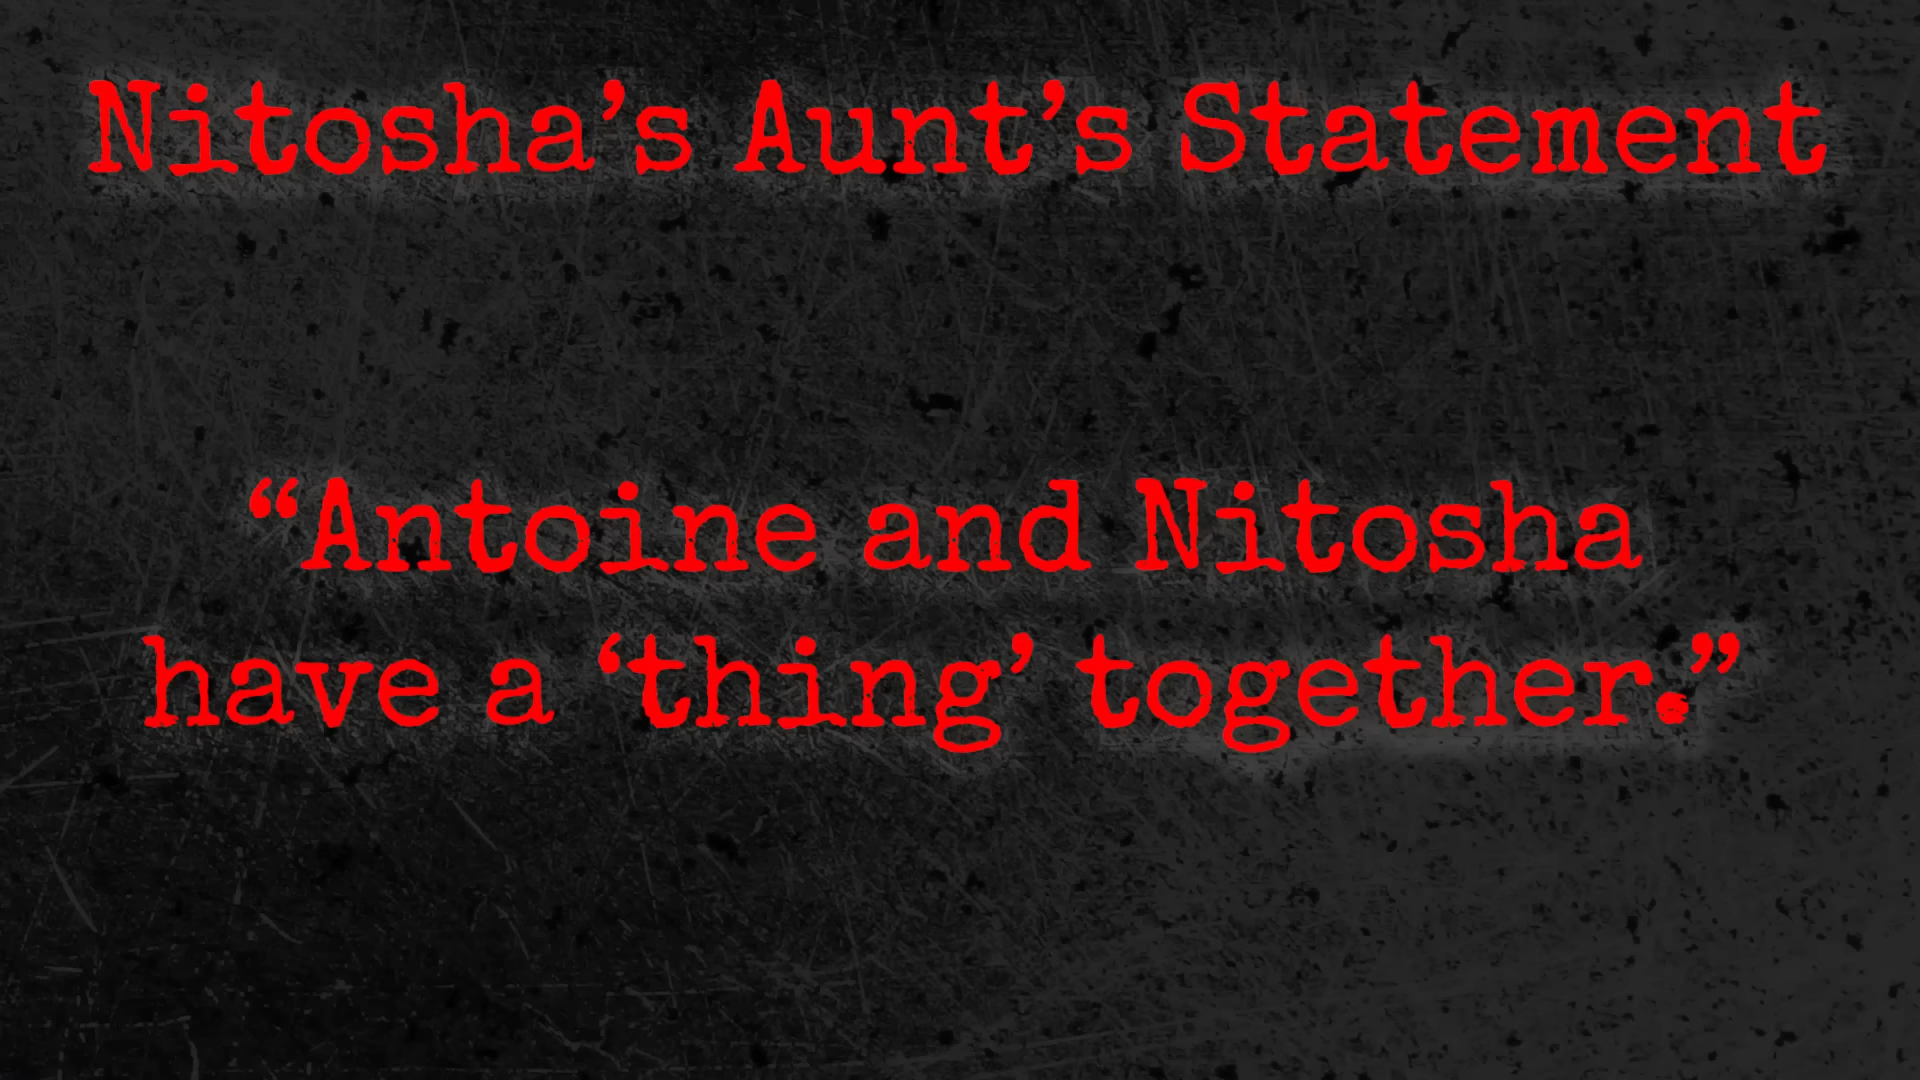 Nitosha’s Aunt’s Statement
“Antoine and Nitosha
have a ‘thing’ together.”